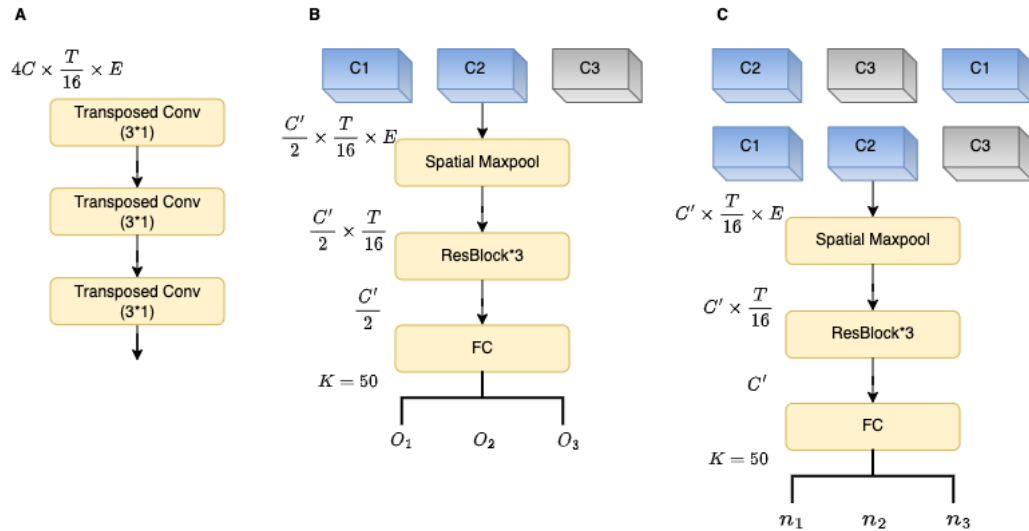 A
4C × T/16 × E
Transposed Conv
(3*1)
Transposed Conv
(3*1)
Transposed Conv
(3*1)
B
C1 C2 C3
C′/2 × T/16 × E
Spatial Maxpool
C′/2 × T/16
ResBlock*3
C′/2
FC
K = 50
O₁ O₂ O₃
C
C2 C3 C1
C1 C2 C3
C′ × T/16 × E
Spatial Maxpool
C′ × T/16
ResBlock*3
C′
FC
K = 50
n₁ n₂ n₃